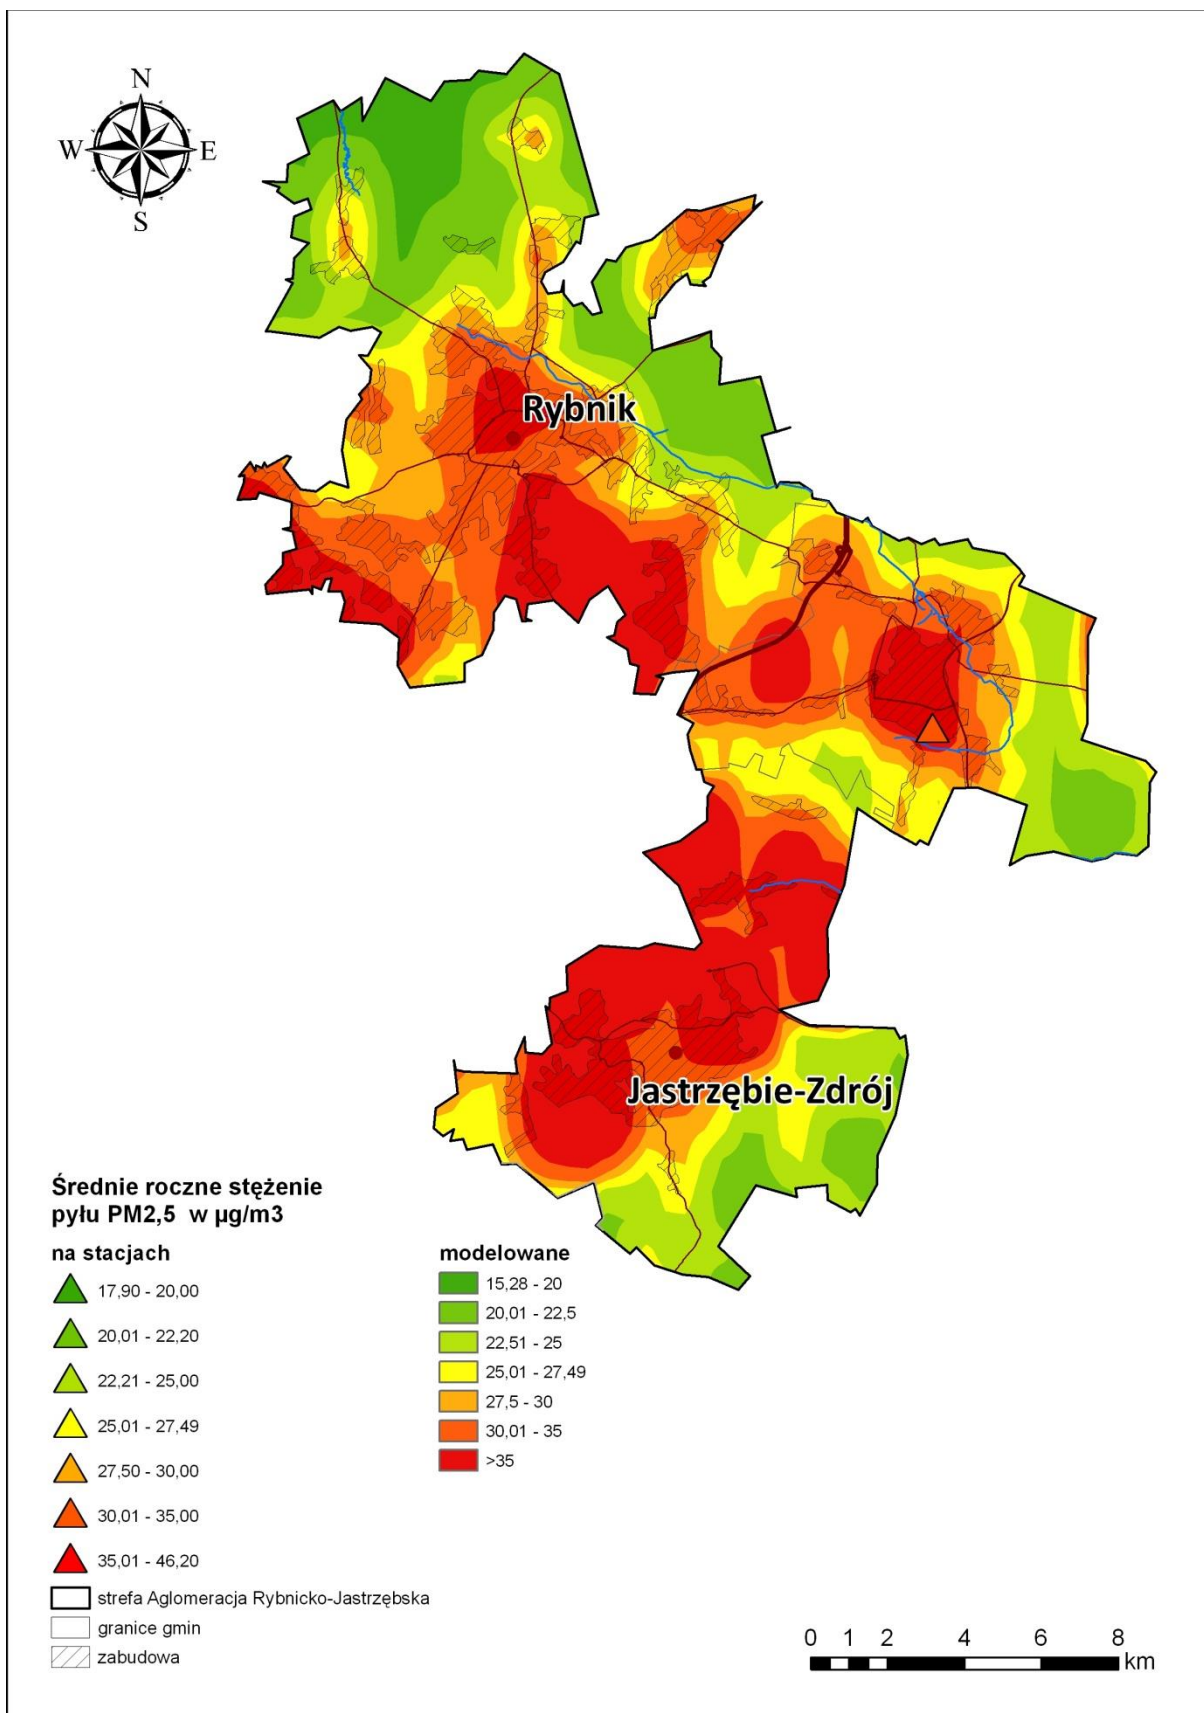 N
W E
S
Rybnik
Jastrzębie-Zdrój
Średnie roczne stężenie
pyłu PM2,5 w µg/m3
na stacjach
17,90 - 20,00
20,01 - 22,20
22,21 - 25,00
25,01 - 27,49
27,50 - 30,00
30,01 - 35,00
35,01 - 46,20
strefa Aglomeracja Rybnicko-Jastrzębska
granice gmin
zabudowa
modelowane
15,28 - 20
20,01 - 22,5
22,51 - 25
25,01 - 27,49
27,5 - 30
30,01 - 35
>35
0 1 2 4 6 8
km